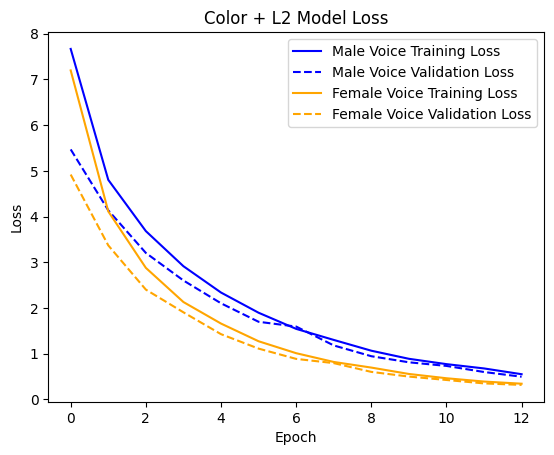 Color + L2 Model Loss
Male Voice Training Loss
Male Voice Validation Loss
Female Voice Training Loss
Female Voice Validation Loss
Loss
8
7
6
5
4
3
2
1
0
0 2 4 6 8 10 12
Epoch